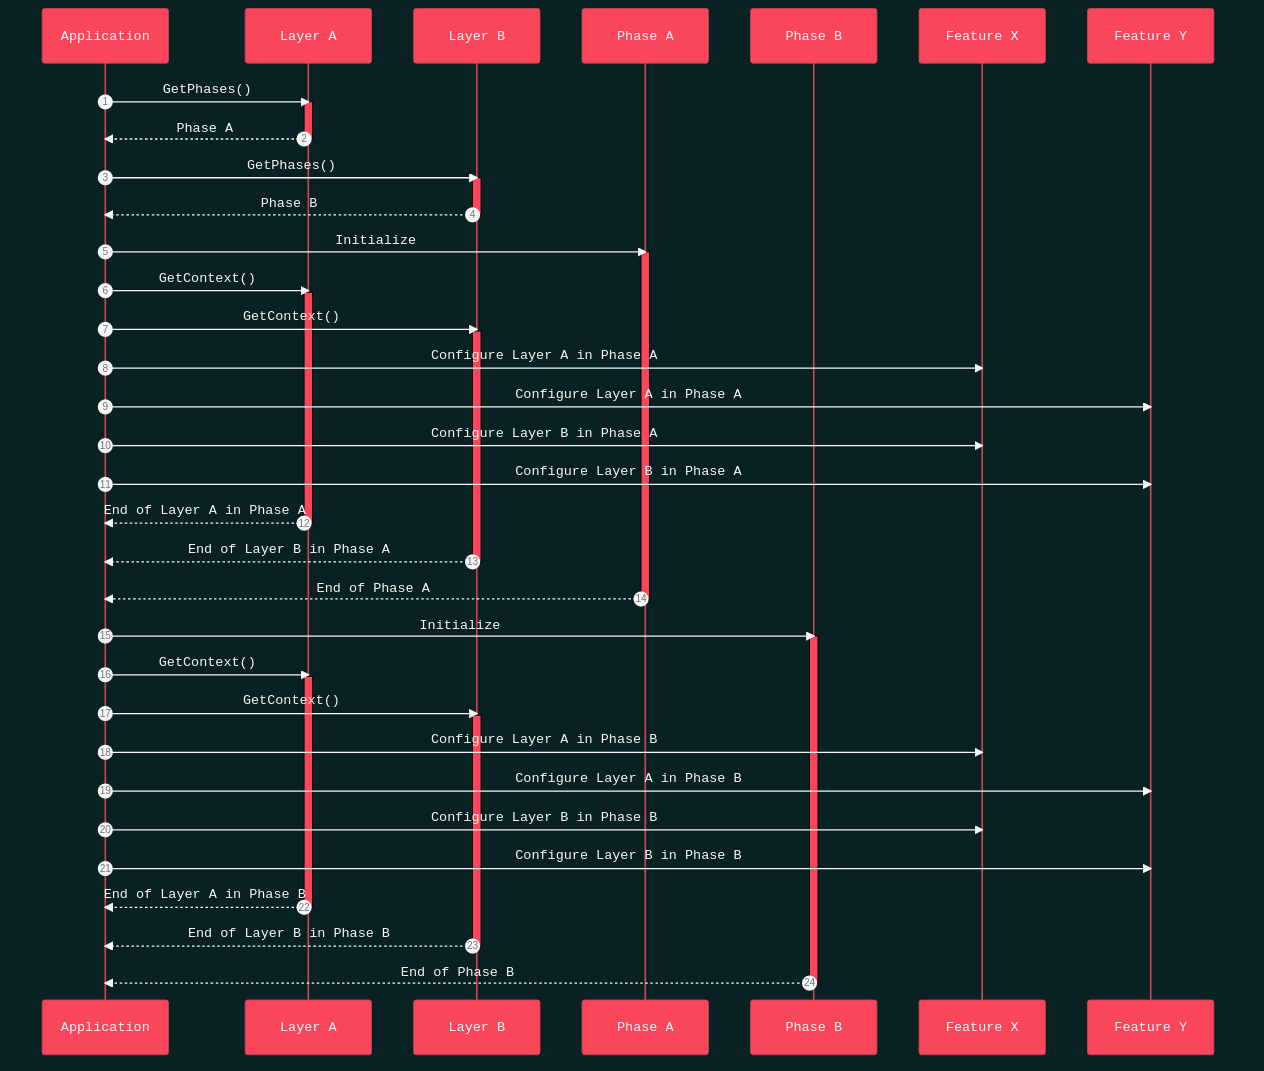 Application
Layer A
Layer B
Phase A
Phase B
Feature X
Feature Y
GetPhases()
1
Phase A
2
GetPhases()
3
Phase B
4
Initialize
5
GetContext()
6
GetContext()
7
Configure Layer A in Phase A
8
Configure Layer A in Phase A
9
Configure Layer B in Phase A
10
Configure Layer B in Phase A
11
End of Layer A in Phase A
12
End of Layer B in Phase A
13
End of Phase A
14
Initialize
15
GetContext()
16
GetContext()
17
Configure Layer A in Phase B
18
Configure Layer A in Phase B
19
Configure Layer B in Phase B
20
Configure Layer B in Phase B
21
End of Layer A in Phase B
22
End of Layer B in Phase B
23
End of Phase B
24
Application
Layer A
Layer B
Phase A
Phase B
Feature X
Feature Y